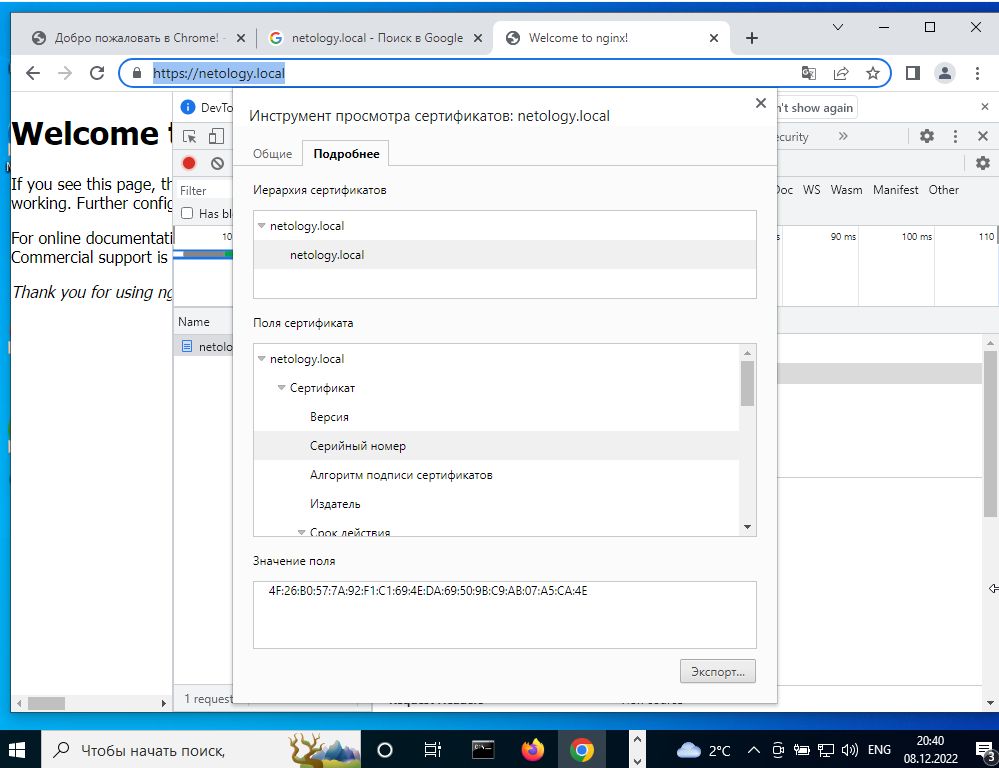 Добро пожаловать в Chrome! -
netology.local - Поиск в Google
Welcome to nginx!
https://netology.local
Welcome
If you see this page,
working. Further
For online
Commercial support is
Thank you for using
DevTo
n't show again
Filter
Doc WS Wasm Manifest Other
Has bl
10
90 ms
100 ms
110
Name
netolo
1 request
Инструмент просмотра сертификатов: netology.local
Общие
Подробнее
Иерархия сертификатов
netology.local
netology.local
Поля сертификата
netology.local
Сертификат
Версия
Серийный номер
Алгоритм подписи сертификатов
Издатель
Срок действия
Значение поля
4F:26:B0:57:7A:92:F1:C1:69:4E:DA:69:50:9B:C9:AB:07:A5:CA:4E
Экспорт...
Чтобы начать поиск,
2°C
ENG
20:40
08.12.2022
3